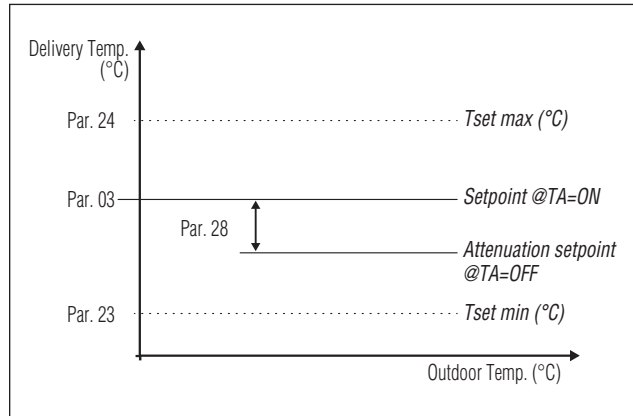 Delivery Temp.
(°C)
Par. 24
Tset max (°C)
Par. 03
Setpoint @TA=ON
Par. 28
Attenuation setpoint
@TA=OFF
Par. 23
Tset min (°C)
Outdoor Temp. (°C)